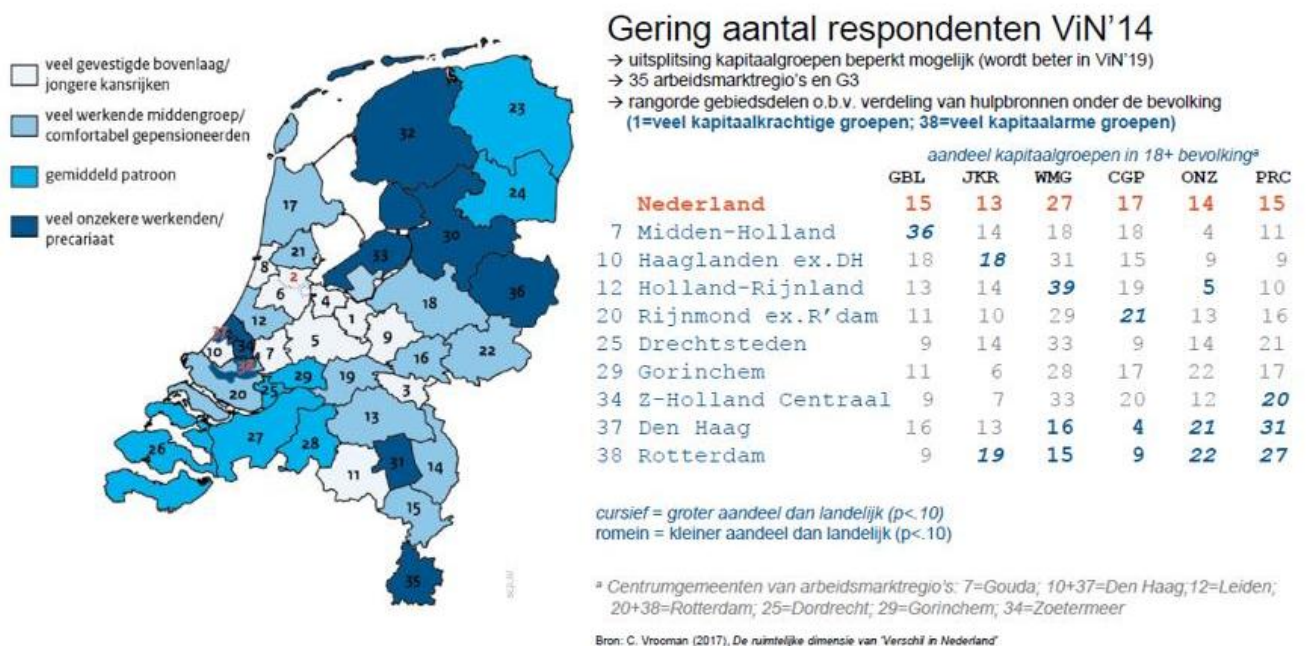 veel gevestigde bovenlaag/
jongere kansrijken
veel werkende middengroep/
comfortabel gepensioneerden
gemiddeld patroon
veel onzekere werkenden/
precariaat
23
32
24
17
30
21
33
8
2
36
6
4
18
12
1
5
9
10
34
7
22
16
29
19
20
25
3
13
27
28
26
31
14
11
15
35
Gering aantal respondenten ViN'14
→ uitsplitsing kapitaalgroepen beperkt mogelijk (wordt beter in ViN'19)
→ 35 arbeidsmarktregio's en G3
→ rangorde gebiedsdelen o.b.v. verdeling van hulpbronnen onder de bevolking
(1=veel kapitaalkrachtige groepen; 38=veel kapitaalarme groepen)
aandeel kapitaalgroepen in 18+ bevolkingᵃ
GBL JKR WMG CGP ONZ PRC
Nederland 15 13 27 17 14 15
7 Midden-Holland 36 14 18 18 4 11
10 Haaglanden ex.DH 18 18 31 15 9 9
12 Holland-Rijnland 13 14 39 19 5 10
20 Rijnmond ex.R'dam 11 10 29 21 13 16
25 Drechtsteden 9 14 33 9 14 21
29 Gorinchem 11 6 28 17 22 17
34 Z-Holland Centraal 9 7 33 20 12 20
37 Den Haag 16 13 16 4 21 31
38 Rotterdam 9 19 15 9 22 27
cursief = groter aandeel dan landelijk (p<.10)
romein = kleiner aandeel dan landelijk (p<.10)
ᵃ Centrumgemeenten van arbeidsmarktregio's: 7=Gouda; 10+37=Den Haag;12=Leiden;
20+38=Rotterdam; 25=Dordrecht; 29=Gorinchem; 34=Zoetermeer
Bron: C. Vrooman (2017), De ruimtelijke dimensie van 'Verschil in Nederland'